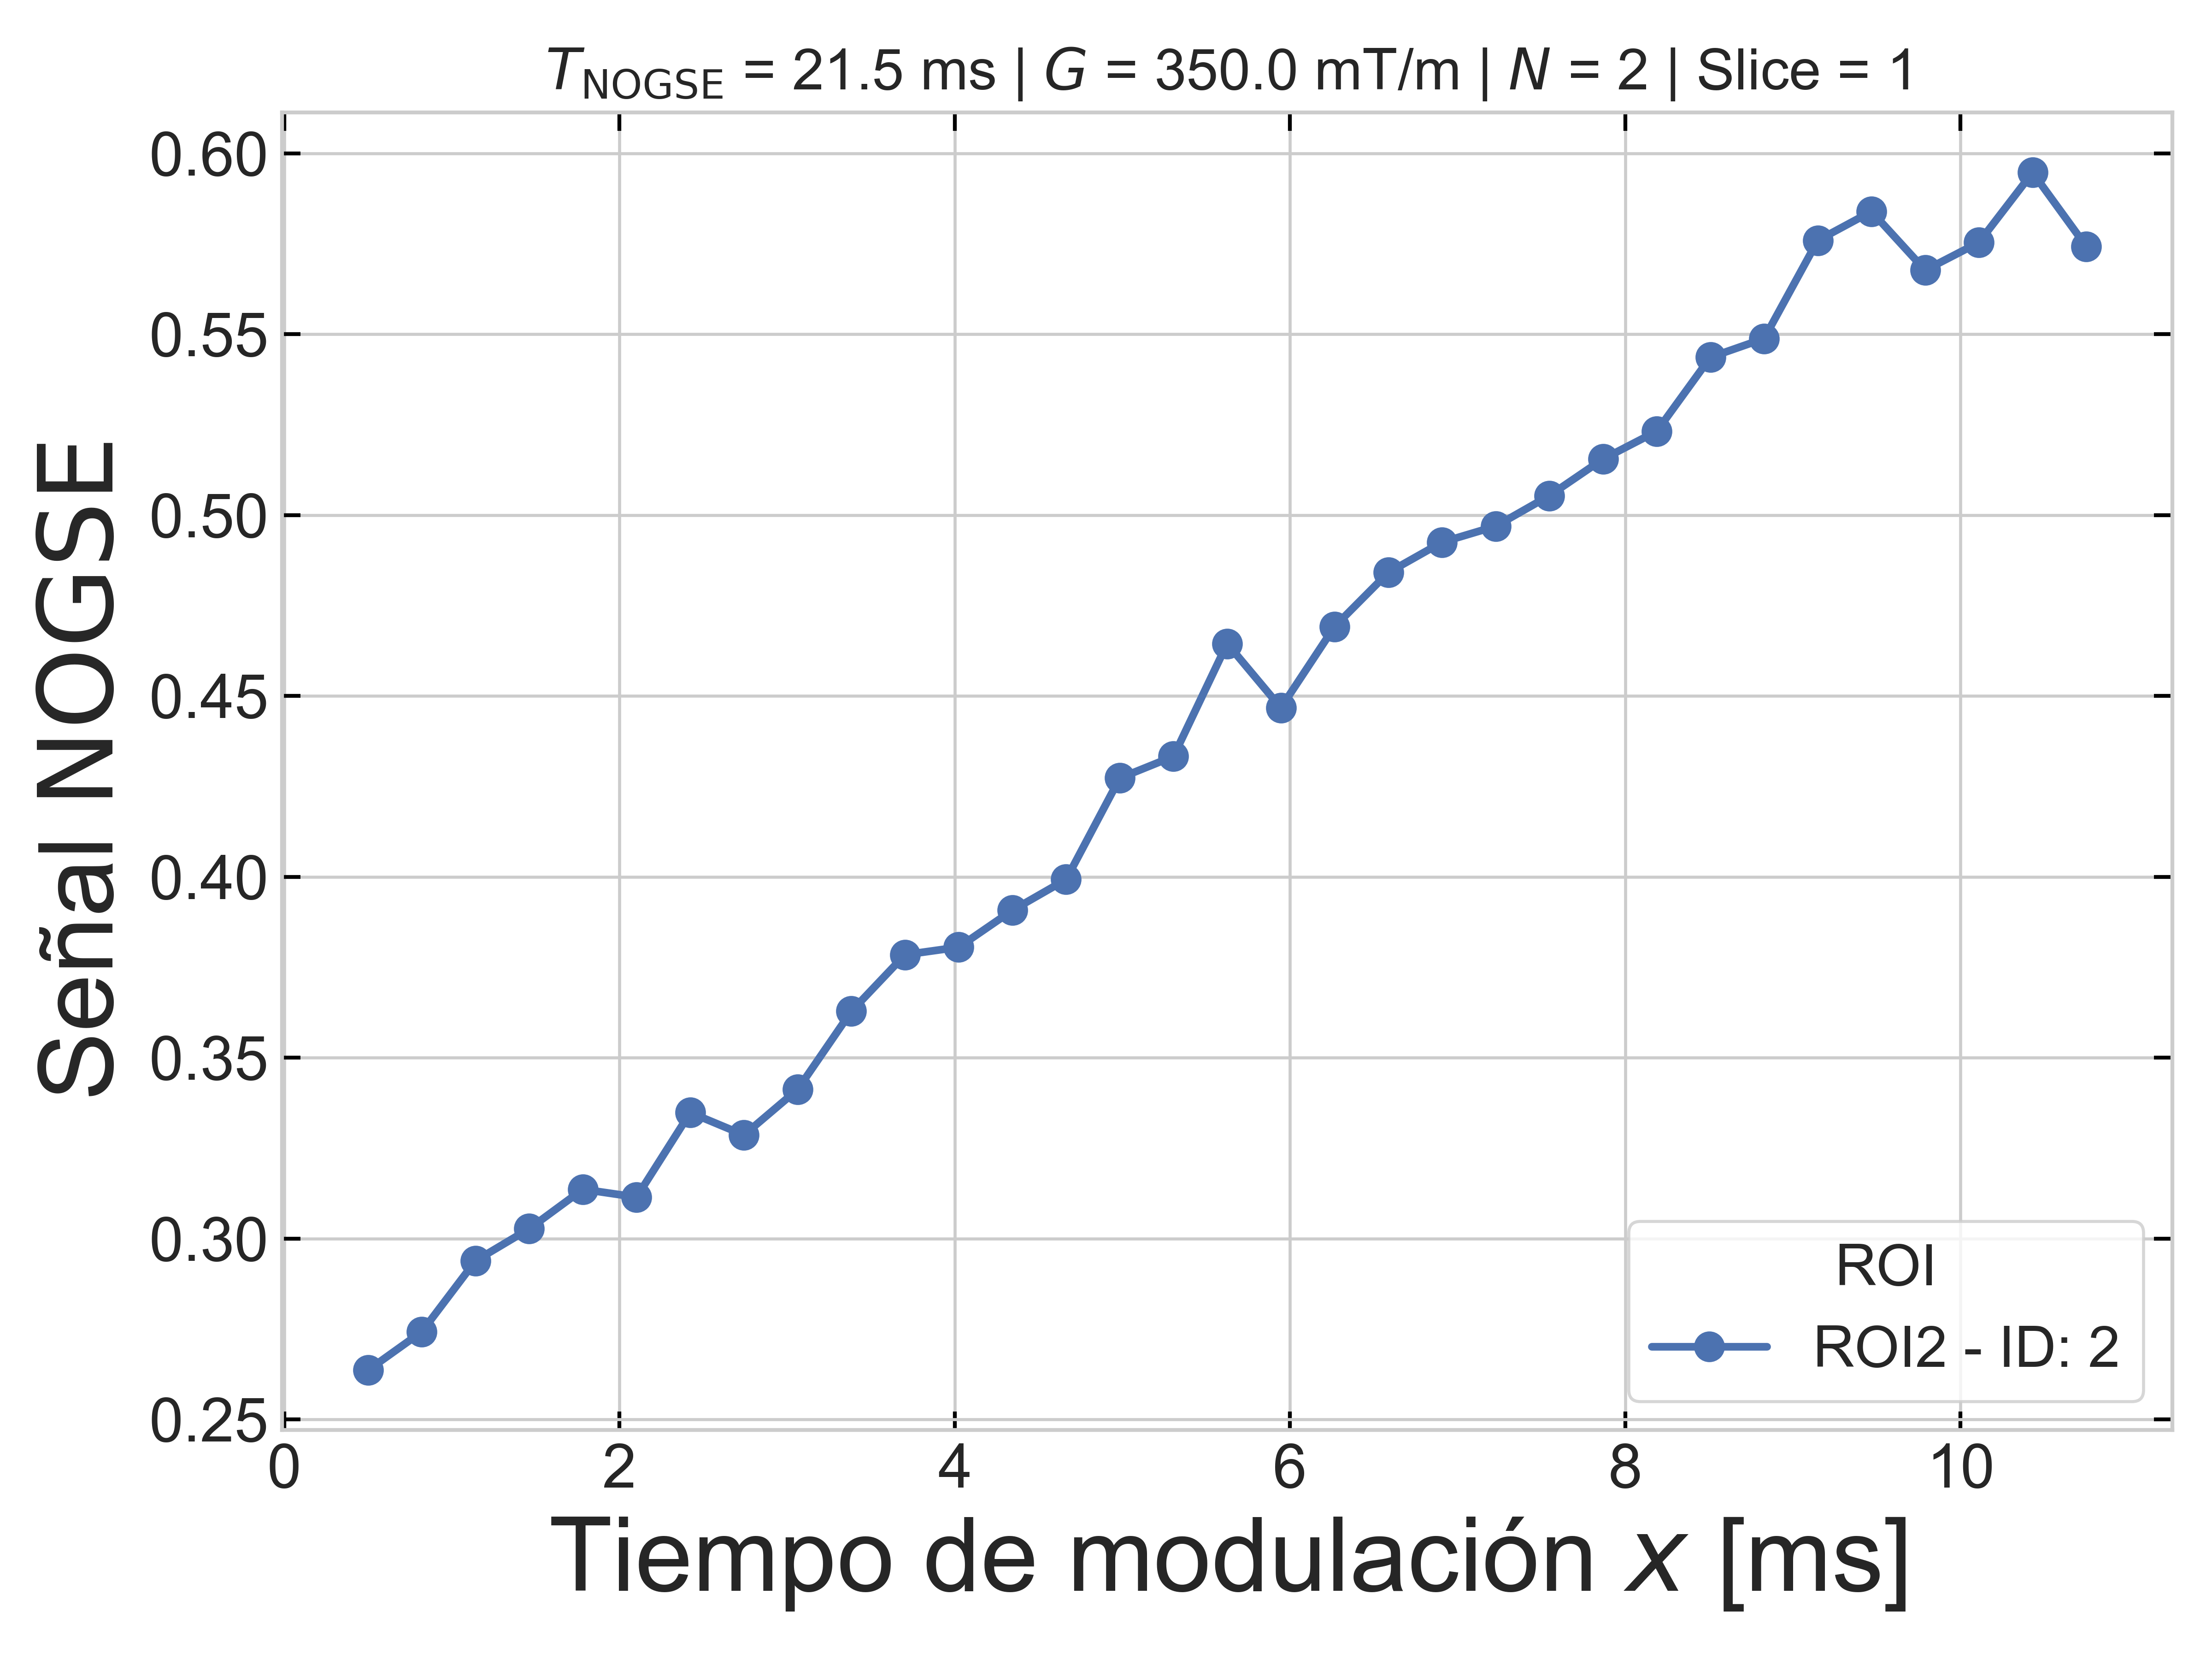 T_NOGSE = 21.5 ms | G = 350.0 mT/m | N = 2 | Slice = 1
Señal NOGSE
0.60
0.55
0.50
0.45
0.40
0.35
0.30
0.25
0 2 4 6 8 10
Tiempo de modulación x [ms]
ROI
ROI2 - ID: 2